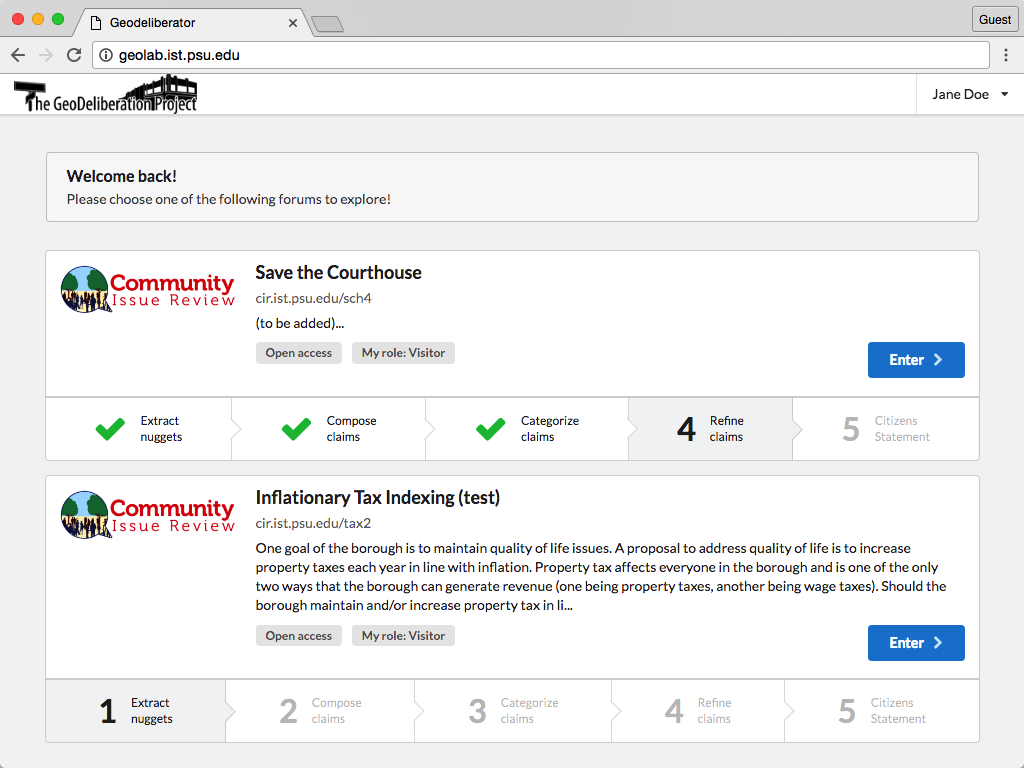 Geodeliberator
Guest
geolab.ist.psu.edu
The GeoDeliberation Project
Jane Doe
Welcome back!
Please choose one of the following forums to explore!
Community
Issue Review
Save the Courthouse
cir.ist.psu.edu/sch4
(to be added)...
Open access
My role: Visitor
Enter
Extract
nuggets
Compose
claims
Categorize
claims
4
Refine
claims
5
Citizens
Statement
Community
Issue Review
Inflationary Tax Indexing (test)
cir.ist.psu.edu/tax2
One goal of the borough is to maintain quality of life issues. A proposal to address quality of life is to increase
property taxes each year in line with inflation. Property tax affects everyone in the borough and is one of the only
two ways that the borough can generate revenue (one being property taxes, another being wage taxes). Should the
borough maintain and/or increase property tax in li...
Open access
My role: Visitor
Enter
1
Extract
nuggets
2
Compose
claims
3
Categorize
claims
4
Refine
claims
5
Citizens
Statement